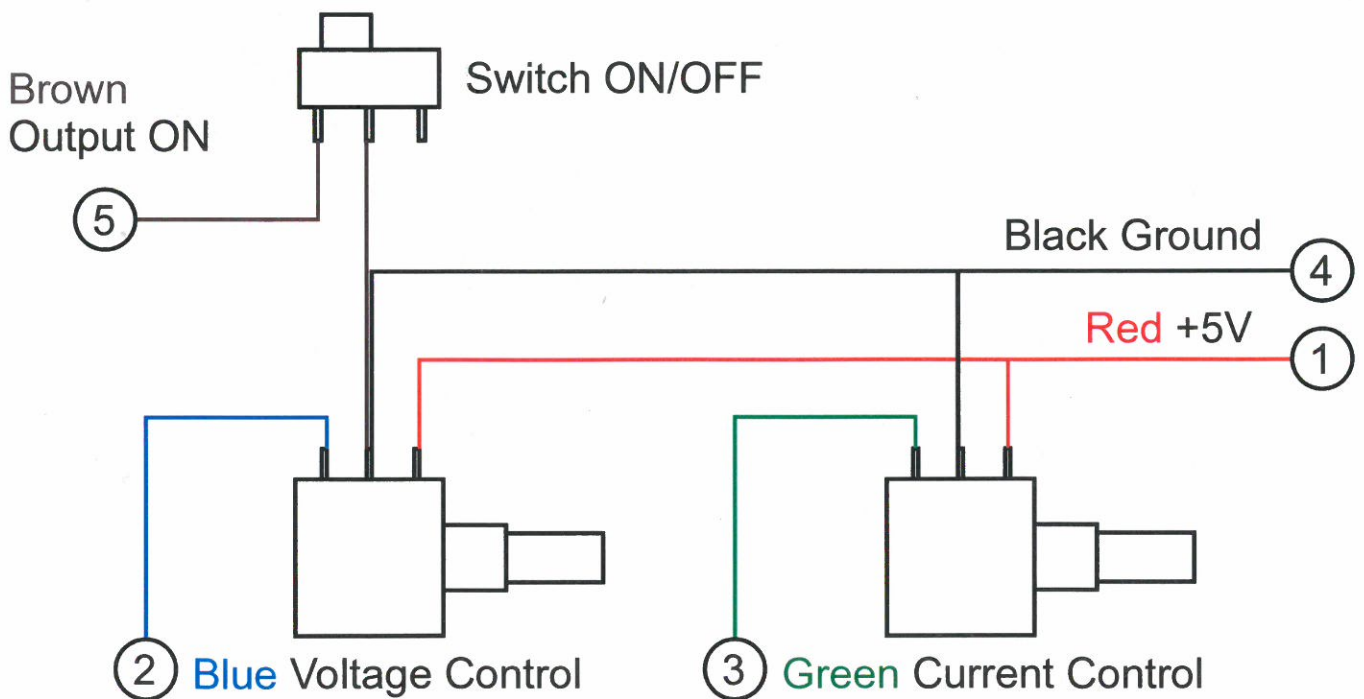 Switch ON/OFF
Brown
Output ON
5
Black Ground
4
Red +5V
1
2 Blue Voltage Control
3 Green Current Control